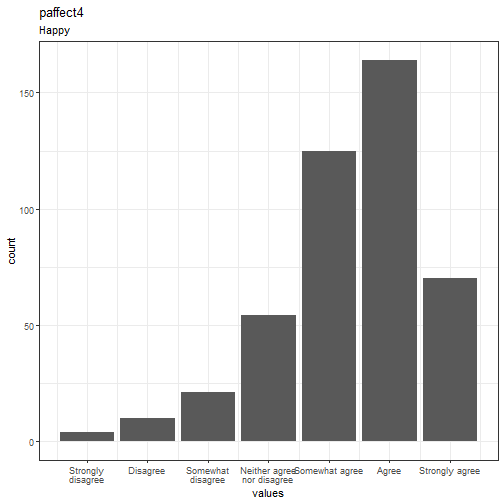 paffect4
Happy
150
100
50
0
count
Strongly disagree
Disagree
Somewhat disagree
Neither agree nor disagree
Somewhat agree
Agree
Strongly agree
values